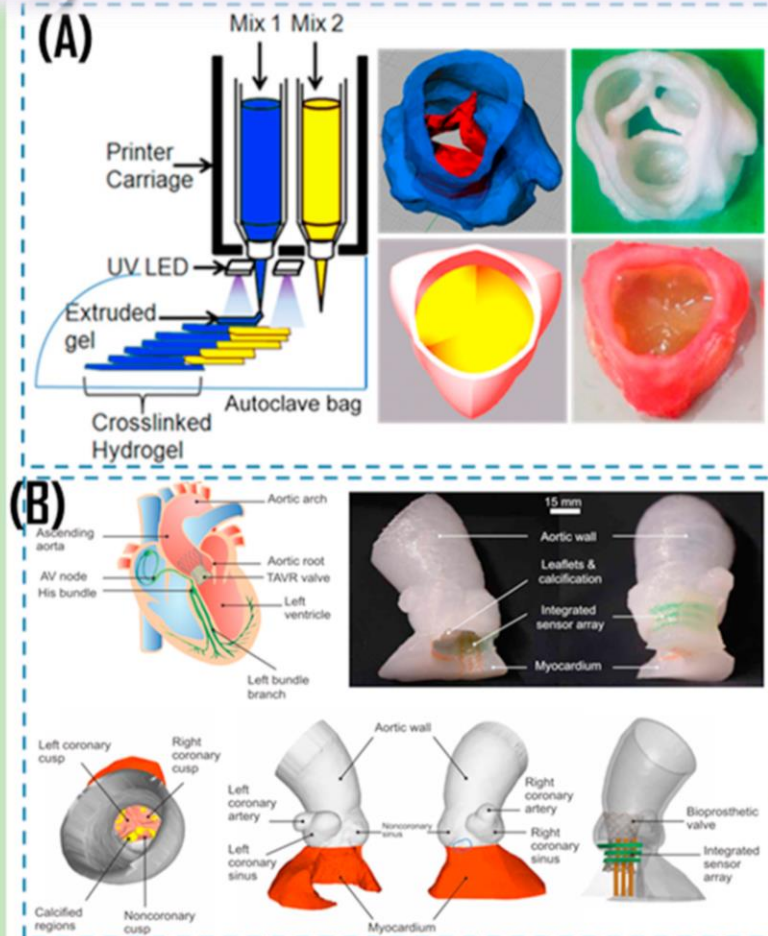 (A)
Mix 1 Mix 2
Printer
Carriage
UV LED
Extruded
gel
Autoclave bag
Crosslinked
Hydrogel
(B)
Aortic arch
Ascending
aorta
Aortic root
AV node
TAVR valve
His bundle
Left
ventricle
Left bundle
branch
15 mm
Aortic wall
Leaflets &
calcification
Integrated
sensor array
Myocardium
Left coronary
cusp
Right
coronary
cusp
Calcified
regions
Noncoronary
cusp
Aortic wall
Left
coronary
artery
Left
coronary
sinus
Noncoronary
sinus
Right
coronary
artery
Right
coronary
sinus
Myocardium
Bioprosthetic
valve
Integrated
sensor
array